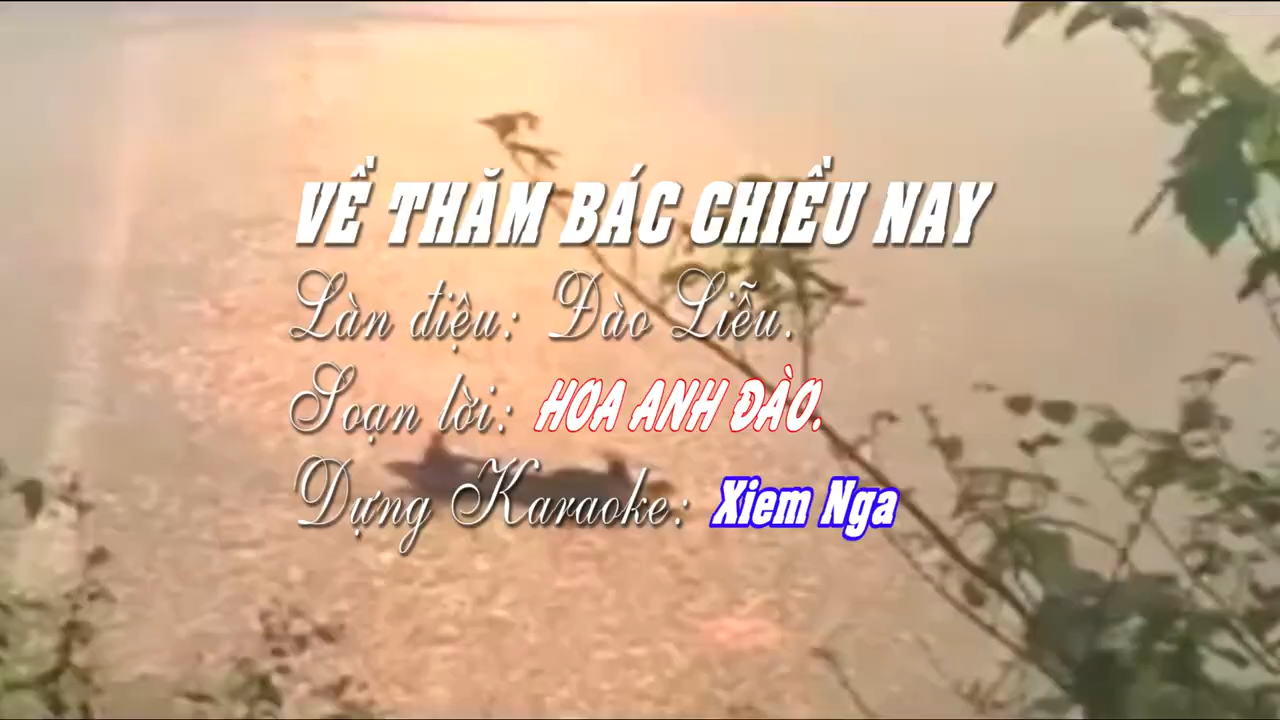 VỀ THĂM BÁC CHIỀU NAY
Làn điệu: Đào Liễu.
Soạn lời: HOA ANH ĐÀO.
Dựng Karaoke: Xiem Nga